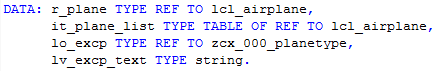 DATA: r_plane TYPE REF TO lcl_airplane,
it_plane_list TYPE TABLE OF REF TO lcl_airplane,
lo_excp TYPE REF TO zcx_000_planetype,
lv_excp_text TYPE string.